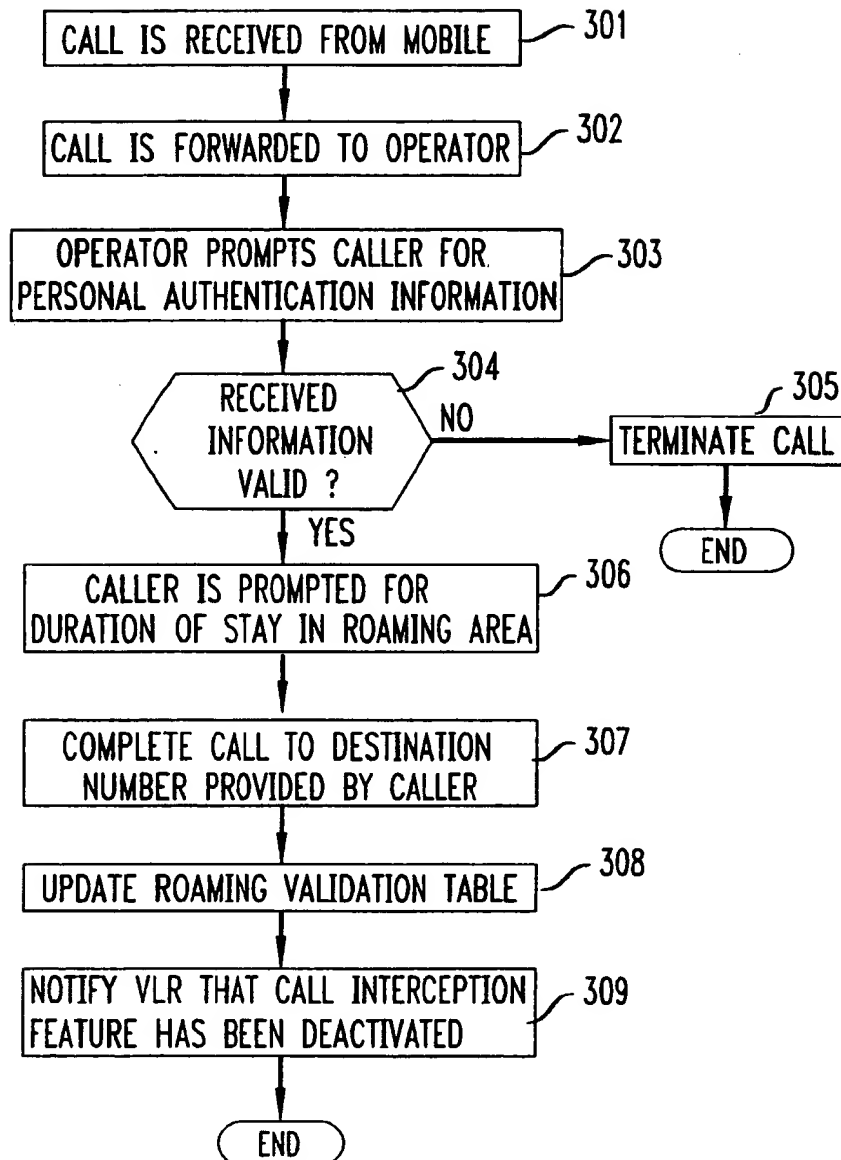 CALL IS RECEIVED FROM MOBILE
301
CALL IS FORWARDED TO OPERATOR
302
OPERATOR PROMPTS CALLER FOR
PERSONAL AUTHENTICATION INFORMATION
303
RECEIVED
INFORMATION
VALID ?
304
NO
305
TERMINATE CALL
END
YES
CALLER IS PROMPTED FOR
DURATION OF STAY IN ROAMING AREA
306
COMPLETE CALL TO DESTINATION
NUMBER PROVIDED BY CALLER
307
UPDATE ROAMING VALIDATION TABLE
308
NOTIFY VLR THAT CALL INTERCEPTION
FEATURE HAS BEEN DEACTIVATED
309
END